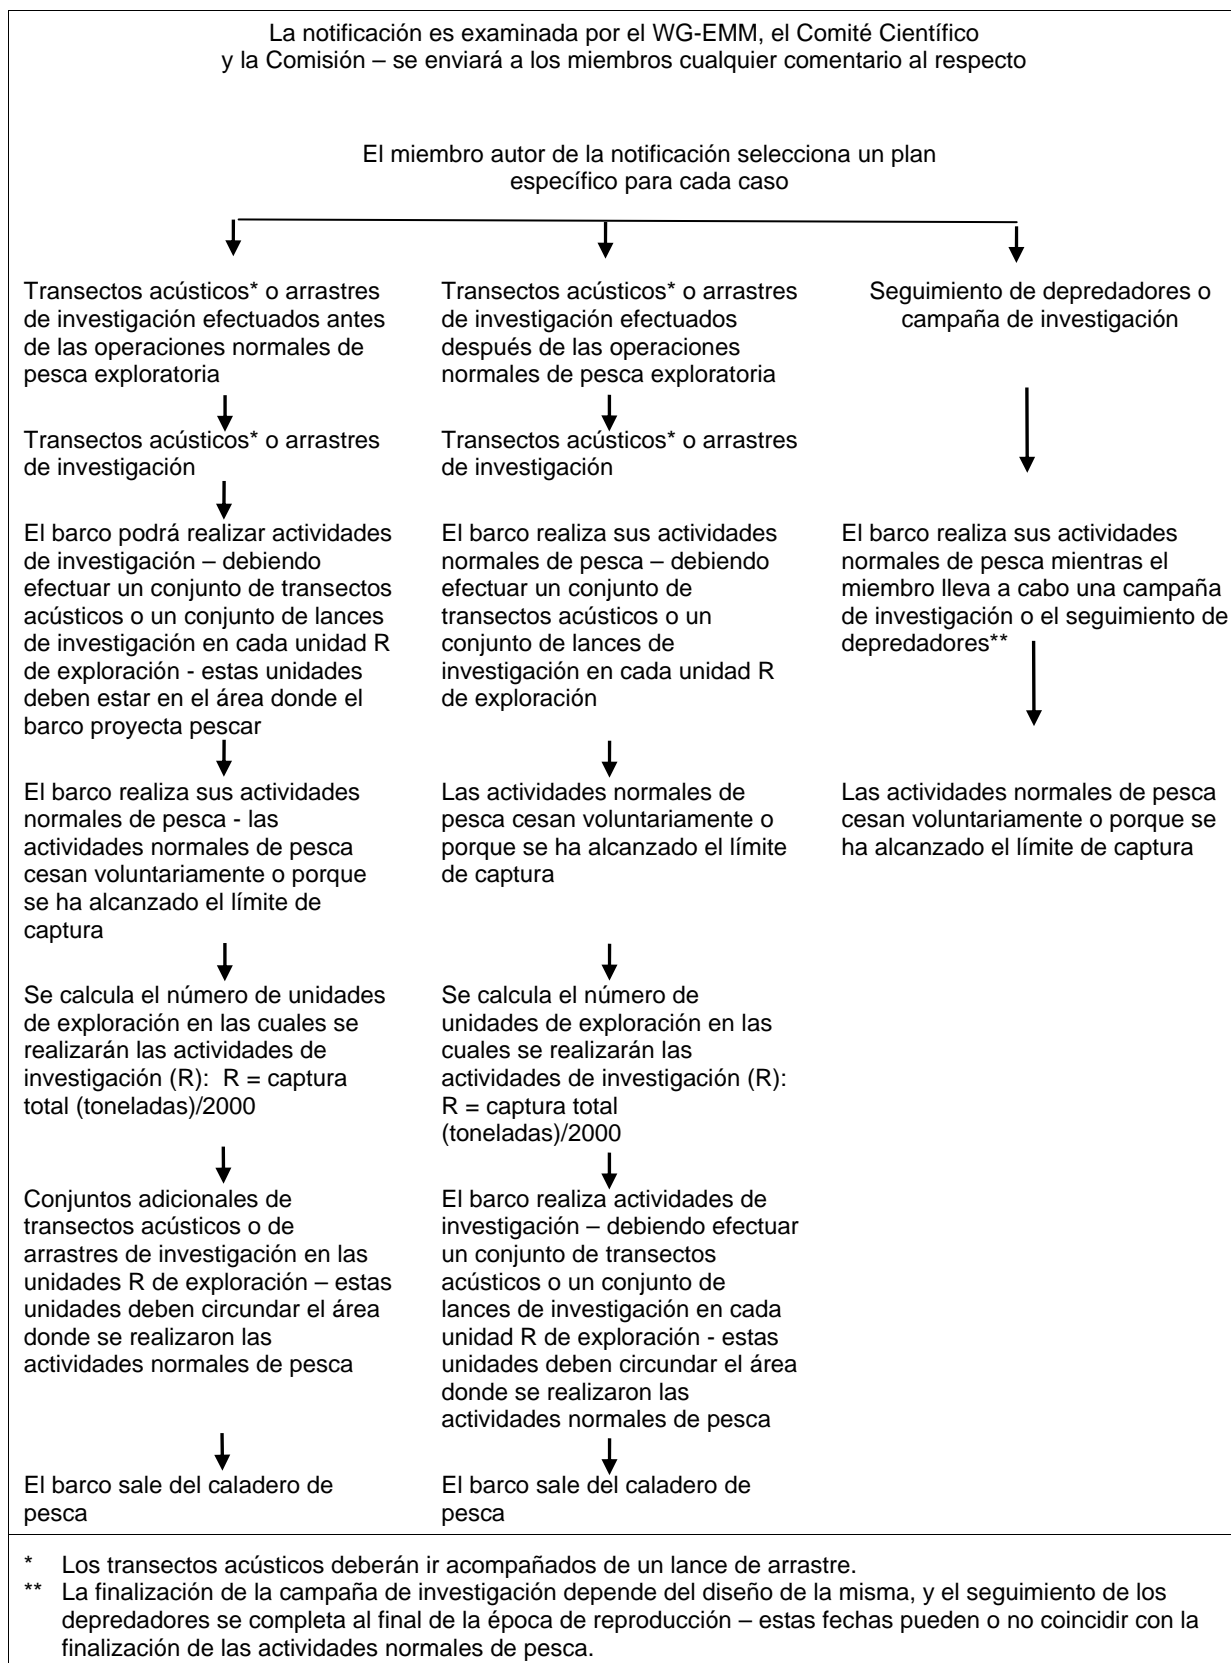 La notificación es examinada por el WG-EMM, el Comité Científico
y la Comisión – se enviará a los miembros cualquier comentario al respecto
El miembro autor de la notificación selecciona un plan
específico para cada caso
Transectos acústicos* o arrastres
de investigación efectuados antes
de las operaciones normales de
pesca exploratoria
Transectos acústicos* o arrastres
de investigación
El barco podrá realizar actividades
de investigación – debiendo
efectuar un conjunto de transectos
acústicos o un conjunto de lances
de investigación en cada unidad R
de exploración - estas unidades
deben estar en el área donde el
barco proyecta pescar
El barco realiza sus actividades
normales de pesca - las
actividades normales de pesca
cesan voluntariamente o porque
se ha alcanzado el límite de
captura
Se calcula el número de unidades
de exploración en las cuales se
realizarán las actividades de
investigación (R): R = captura
total (toneladas)/2000
Conjuntos adicionales de
transectos acústicos o de
arrastres de investigación en las
unidades R de exploración – estas
unidades deben circundar el área
donde se realizaron las
actividades normales de pesca
El barco sale del caladero de
pesca
Transectos acústicos* o arrastres
de investigación efectuados
después de las operaciones
normales de pesca exploratoria
Transectos acústicos* o arrastres
de investigación
El barco realiza sus actividades
normales de pesca – debiendo
efectuar un conjunto de
transectos acústicos o un
conjunto de lances de
investigación en cada unidad R
de exploración
Las actividades normales de
pesca cesan voluntariamente o
porque se ha alcanzado el límite
de captura
Se calcula el número de
unidades de exploración en las
cuales se realizarán las
actividades de investigación (R):
R = captura total
(toneladas)/2000
El barco realiza actividades de
investigación – debiendo efectuar
un conjunto de transectos
acústicos o un conjunto de
lances de investigación en cada
unidad R de exploración - estas
unidades deben circundar el área
donde se realizaron las
actividades normales de pesca
El barco sale del caladero de
pesca
Seguimiento de depredadores o
campaña de investigación
El barco realiza sus actividades
normales de pesca mientras el
miembro lleva a cabo una campaña
de investigación o el seguimiento de
depredadores**
Las actividades normales de pesca
cesan voluntariamente o porque se
ha alcanzado el límite de captura
* Los transectos acústicos deberán ir acompañados de un lance de arrastre.
** La finalización de la campaña de investigación depende del diseño de la misma, y el seguimiento de los
depredadores se completa al final de la época de reproducción – estas fechas pueden o no coincidir con la
finalización de las actividades normales de pesca.